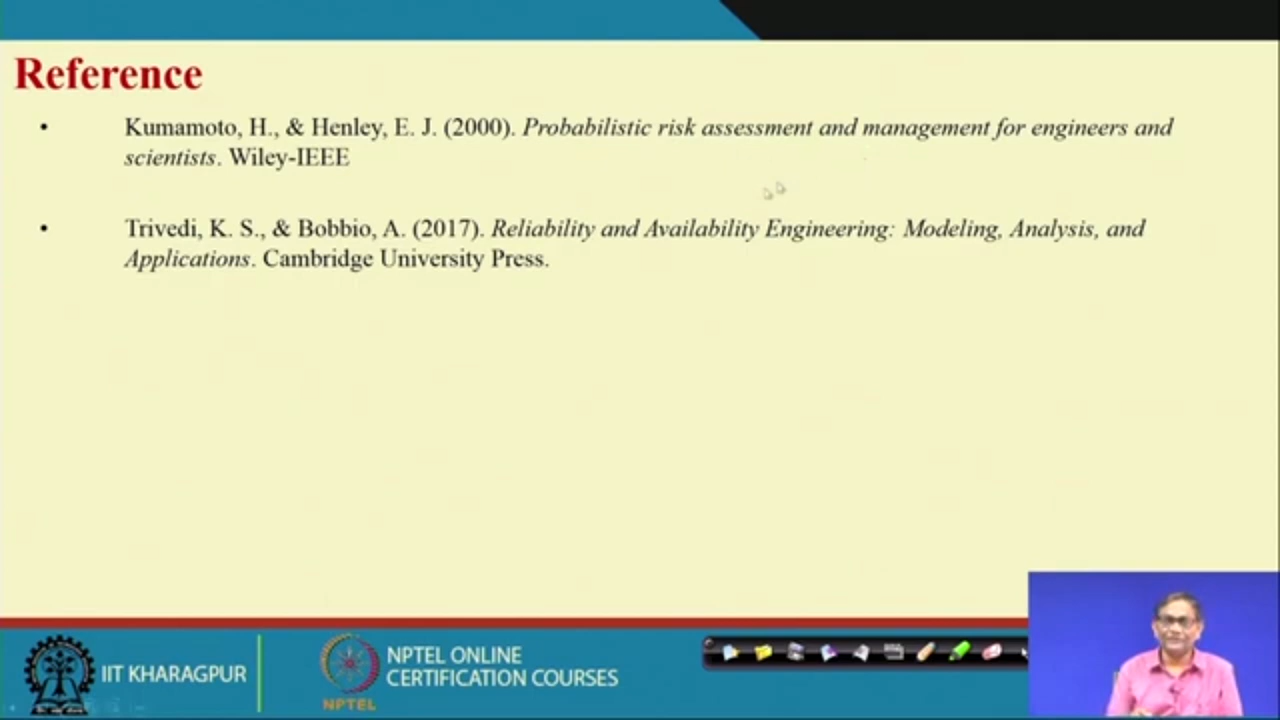 Reference
• Kumamoto, H., & Henley, E. J. (2000). Probabilistic risk assessment and management for engineers and
scientists. Wiley-IEEE
• Trivedi, K. S., & Bobbio, A. (2017). Reliability and Availability Engineering: Modeling, Analysis, and
Applications. Cambridge University Press.
IIT KHARAGPUR
NPTEL ONLINE
CERTIFICATION COURSES
NPTEL